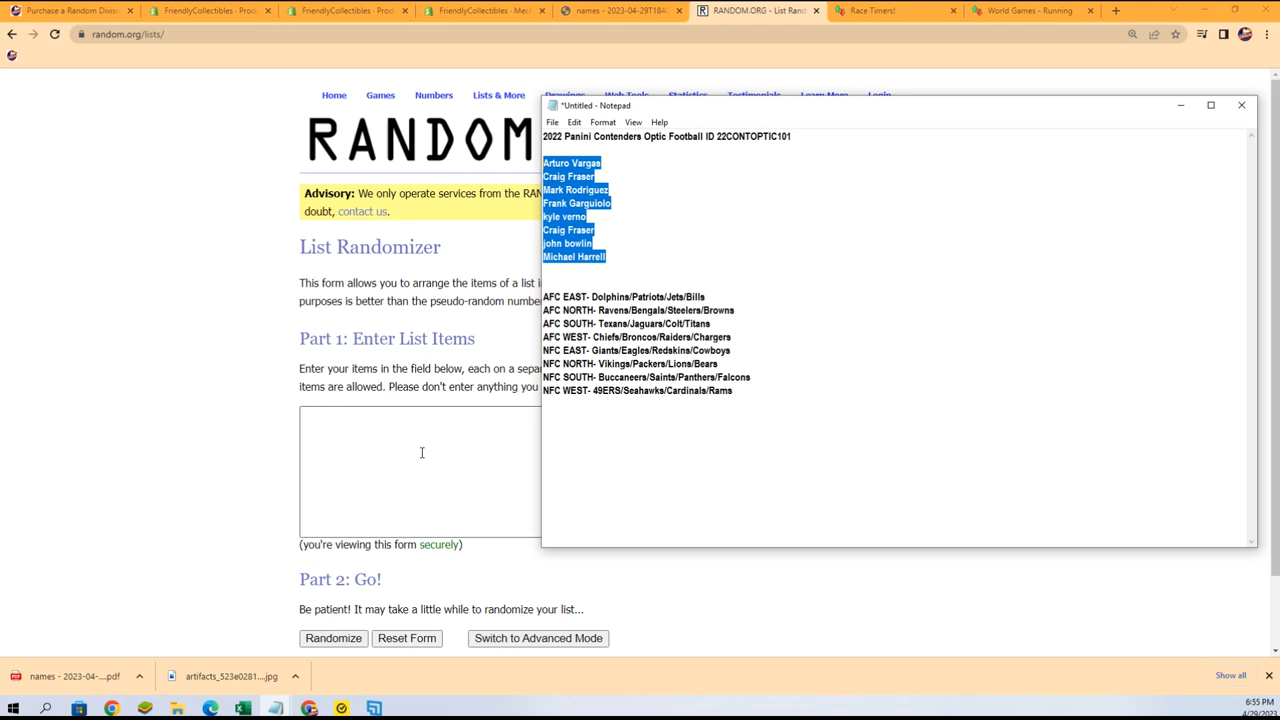 Purchase a Random Divis
FriendlyCollectibles · Prod
FriendlyCollectibles · Prod
FriendlyCollectibles · Mech
names - 2023-04-29T184
RANDOM.ORG - List Rand
Race Timers!
World Games - Running
random.org/lists/
Home
Games
Numbers
Lists & More
Drawings
Web Tools
Statistics
Testimonials
Learn More
Login
RANDOM
Advisory: We only operate services from the RAN
doubt, contact us.
List Randomizer
This form allows you to arrange the items of a list i
purposes is better than the pseudo-random numbe
Part 1: Enter List Items
Enter your items in the field below, each on a sepa
items are allowed. Please don't enter anything you
(you're viewing this form securely)
Part 2: Go!
Be patient! It may take a little while to randomize your list...
Randomize
Reset Form
Switch to Advanced Mode
*Untitled - Notepad
File Edit Format View Help
2022 Panini Contenders Optic Football ID 22CONTOPTIC101
Arturo Vargas
Craig Fraser
Mark Rodriguez
Frank Garguiolo
kyle verno
Craig Fraser
john bowlin
Michael Harrell
AFC EAST- Dolphins/Patriots/Jets/Bills
AFC NORTH- Ravens/Bengals/Steelers/Browns
AFC SOUTH- Texans/Jaguars/Colt/Titans
AFC WEST- Chiefs/Broncos/Raiders/Chargers
NFC EAST- Giants/Eagles/Redskins/Cowboys
NFC NORTH- Vikings/Packers/Lions/Bears
NFC SOUTH- Buccaneers/Saints/Panthers/Falcons
NFC WEST- 49ERS/Seahawks/Cardinals/Rams
names - 2023-04-....pdf
artifacts_523e0281....jpg
Show all
6:55 PM
4/29/2023